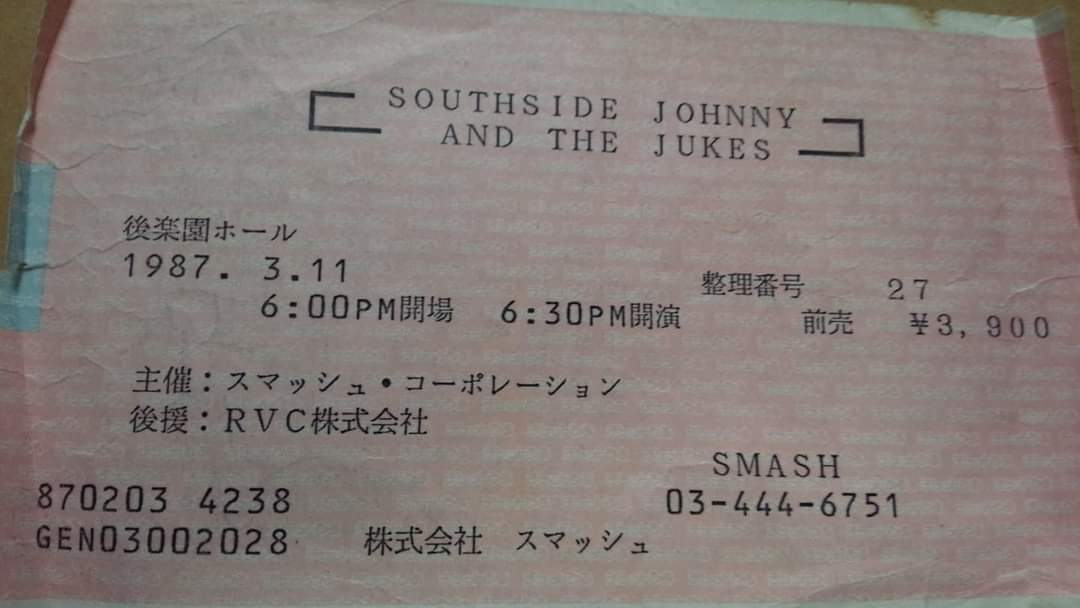 SOUTHSIDE JOHNNY
AND THE JUKES
後楽園ホール
1987. 3.11
6:00PM開場 6:30PM開演
整理番号 27
前売 ¥3,900
主催：スマッシュ・コーポレーション
後援：RVC株式会社
SMASH
03-444-6751
870203 4238
GEN03002028 株式会社 スマッシュ